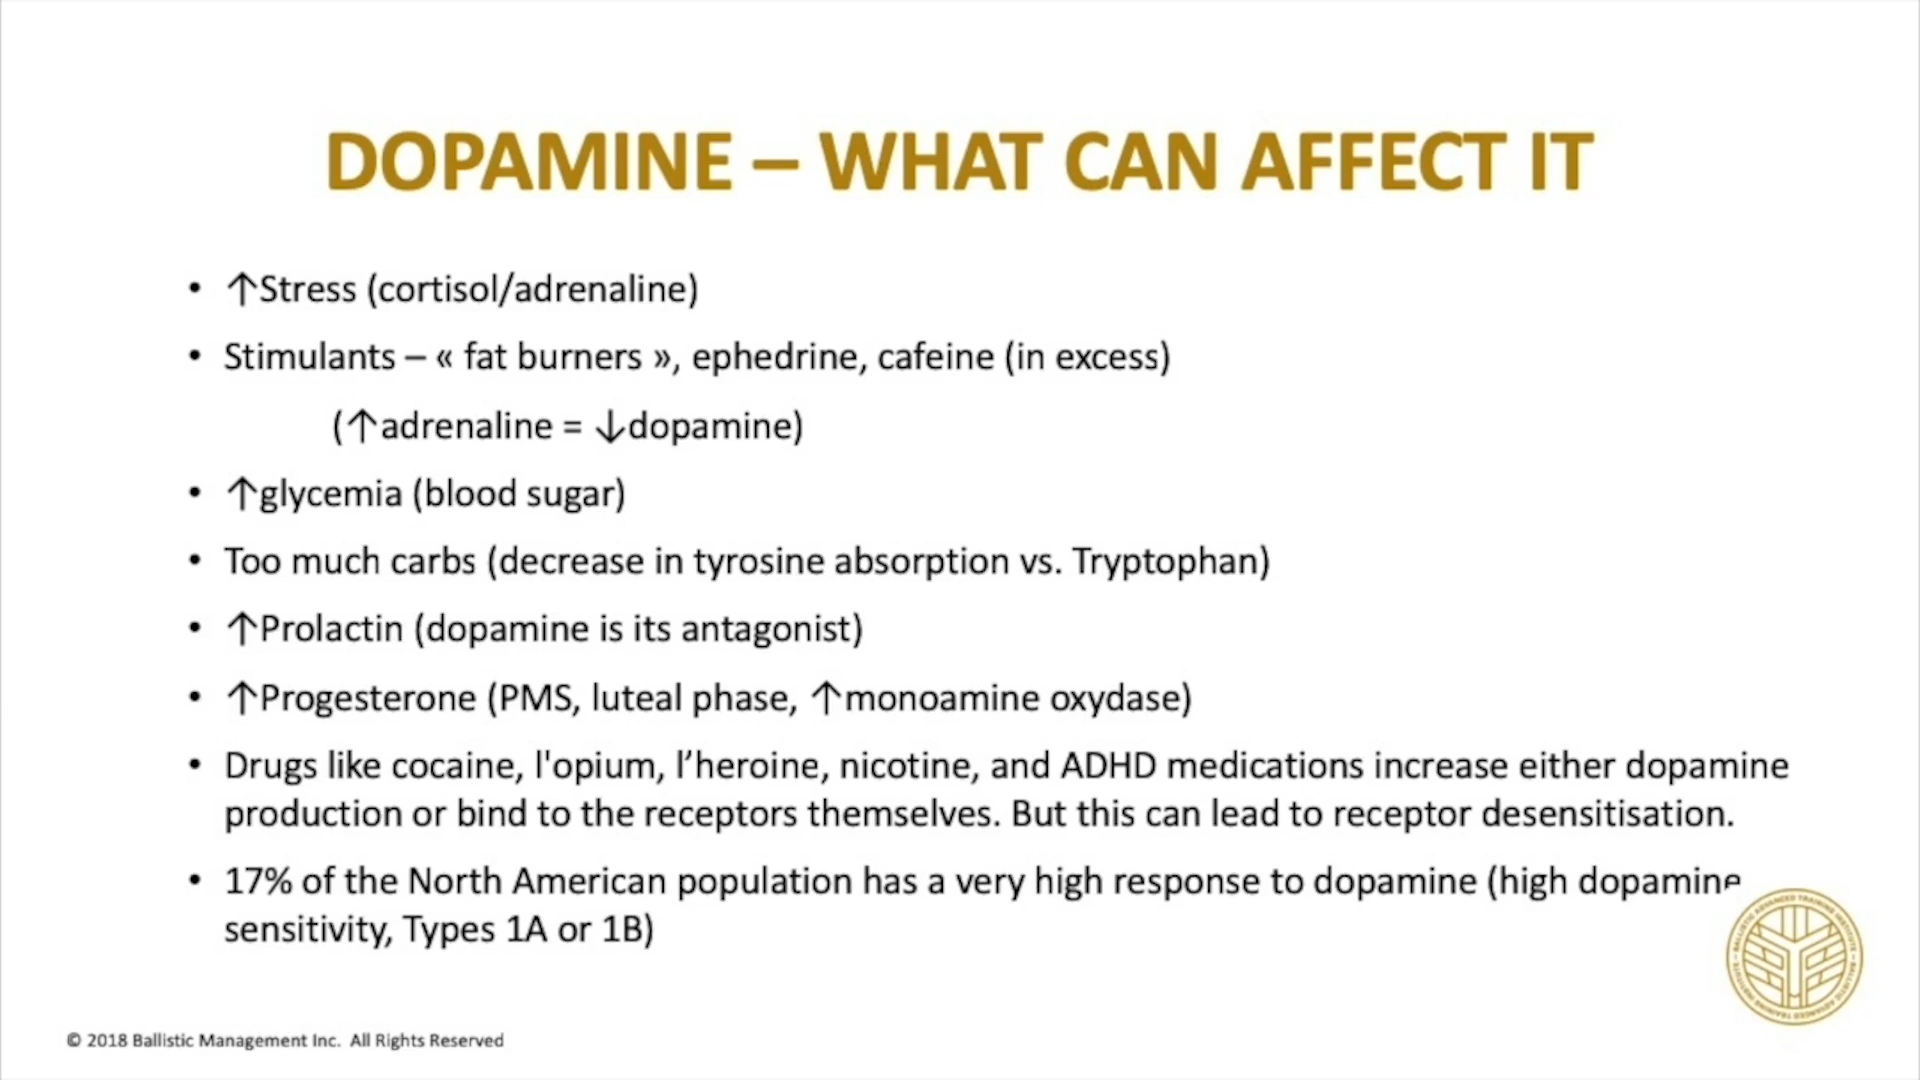 DOPAMINE – WHAT CAN AFFECT IT
• ↑Stress (cortisol/adrenaline)
• Stimulants – « fat burners », ephedrine, cafeine (in excess)
(↑adrenaline = ↓dopamine)
• ↑glycemia (blood sugar)
• Too much carbs (decrease in tyrosine absorption vs. Tryptophan)
• ↑Prolactin (dopamine is its antagonist)
• ↑Progesterone (PMS, luteal phase, ↑monoamine oxydase)
• Drugs like cocaine, l'opium, l’heroine, nicotine, and ADHD medications increase either dopamine
production or bind to the receptors themselves. But this can lead to receptor desensitisation.
• 17% of the North American population has a very high response to dopamine (high dopamine
sensitivity, Types 1A or 1B)
BALLISTIC ADVANCED TRAINING INSTITUTE
© 2018 Ballistic Management Inc. All Rights Reserved